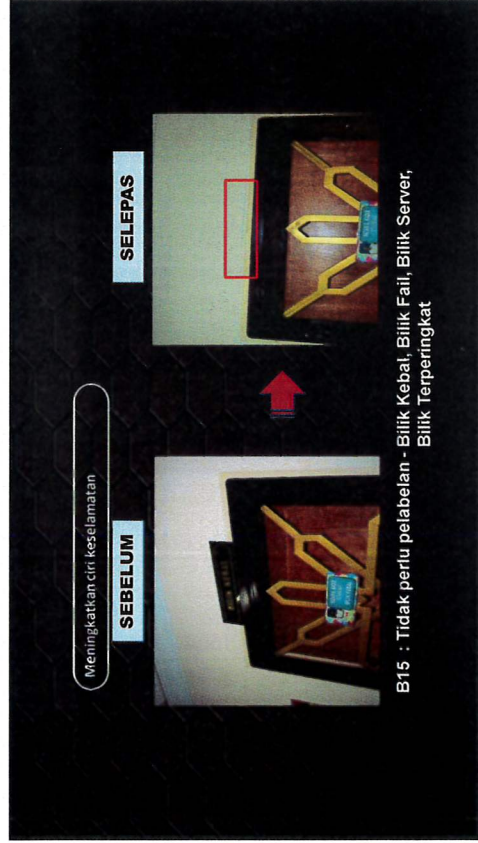 Meningkatkan ciri keselamatan
SEBELUM
SELEPAS
B15 : Tidak perlu pelabelan - Bilik Kebal, Bilik Fail, Bilik Server,
Bilik Terperingkat